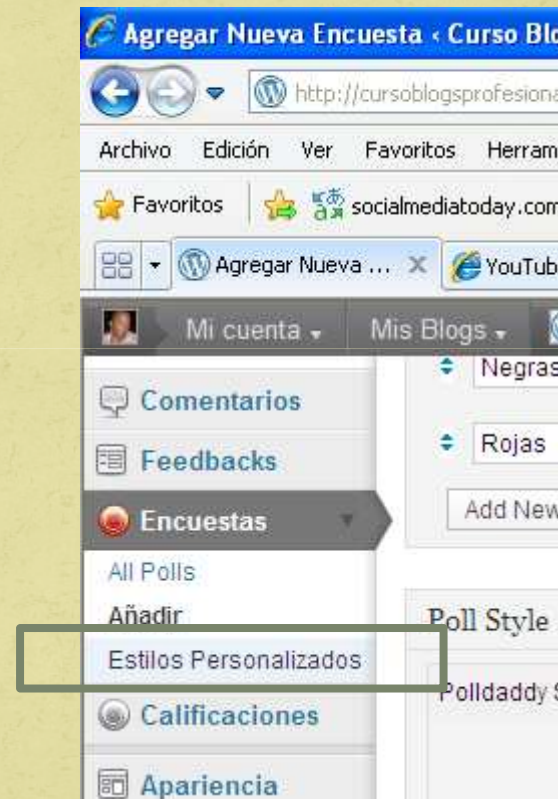 Agregar Nueva Encuesta ‹ Curso Blo
http://cursoblogsprofesiona
Archivo Edición Ver Favoritos Herram
Favoritos socialmediatoday.com
Agregar Nueva ... YouTub
Mi cuenta Mis Blogs
Negras
Comentarios
Rojas
Feedbacks
Add New
Encuestas
All Polls
Añadir
Poll Style
Estilos Personalizados
Polldaddy S
Calificaciones
Apariencia